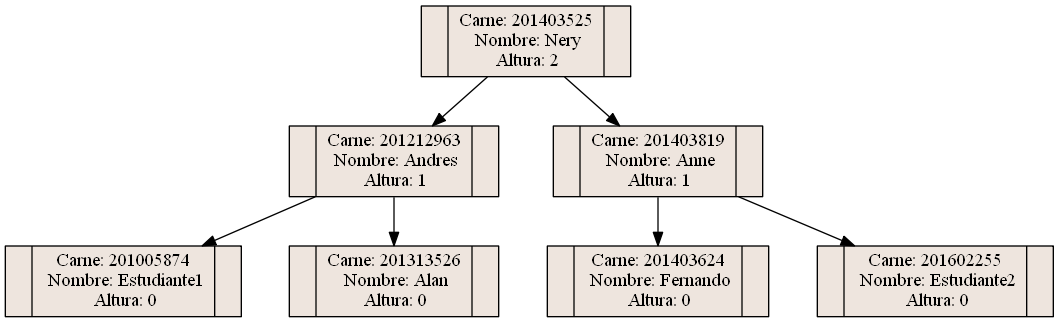 Carne: 201403525
Nombre: Nery
Altura: 2
Carne: 201212963
Nombre: Andres
Altura: 1
Carne: 201403819
Nombre: Anne
Altura: 1
Carne: 201005874
Nombre: Estudiante1
Altura: 0
Carne: 201313526
Nombre: Alan
Altura: 0
Carne: 201403624
Nombre: Fernando
Altura: 0
Carne: 201602255
Nombre: Estudiante2
Altura: 0